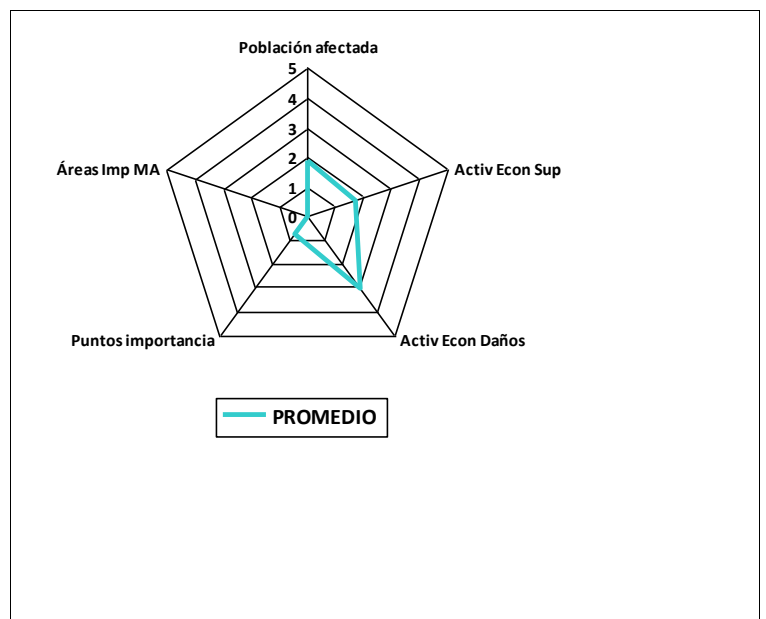 Población afectada
5
4
3
2
1
0
Áreas Imp MA
Activ Econ Sup
Puntos importancia
Activ Econ Daños
PROMEDIO